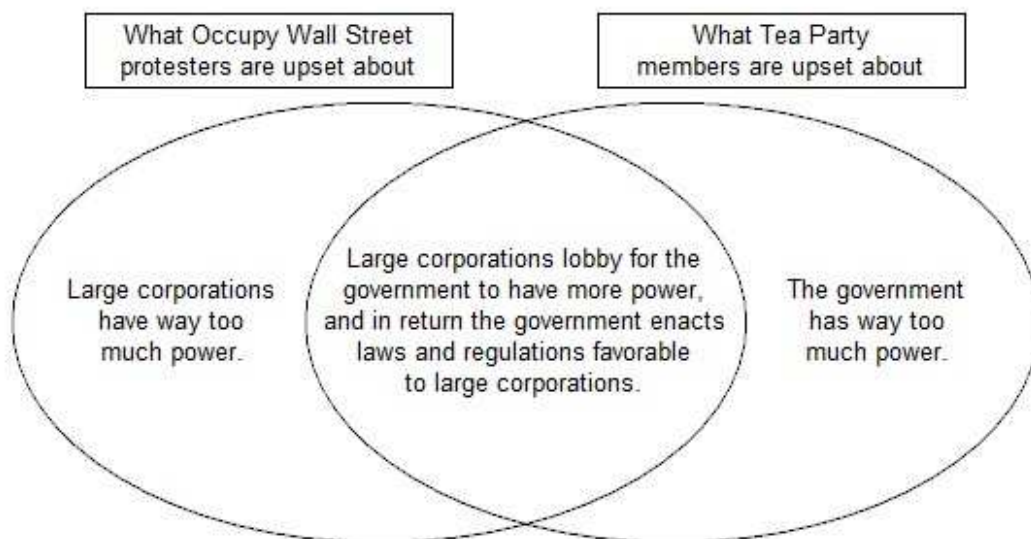 What Occupy Wall Street
protesters are upset about
What Tea Party
members are upset about
Large corporations
have way too
much power.
Large corporations lobby for the
government to have more power,
and in return the government enacts
laws and regulations favorable
to large corporations.
The government
has way too
much power.